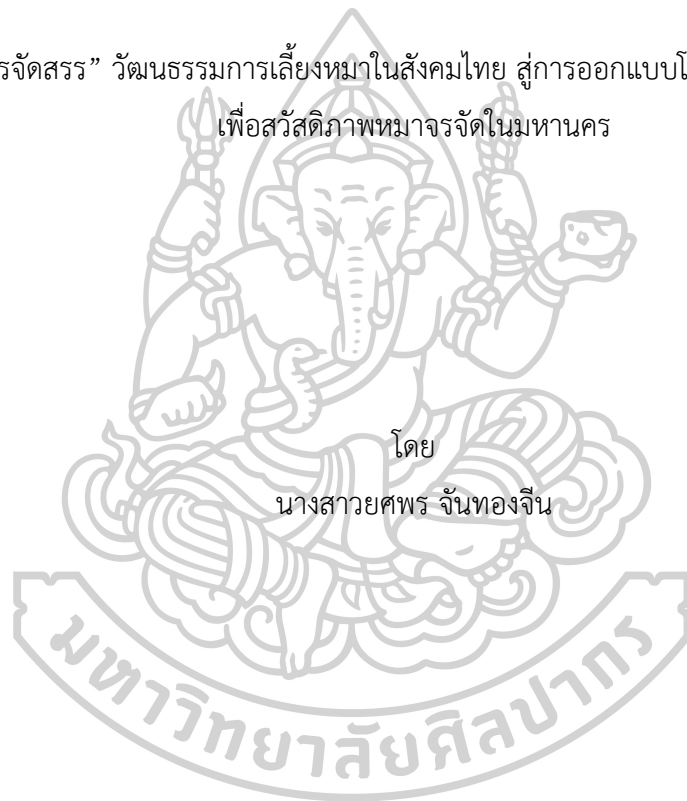 รจัดสรร” วัฒนธรรมการเลี้ยงหมาในสังคมไทย สู่การออกแบบโ
เพื่อสวัสดิภาพหมาจรจัดในมหานคร
โดย
นางสาวยศพร จันทองจีน
มหาวิทยาลัยศิลปากร